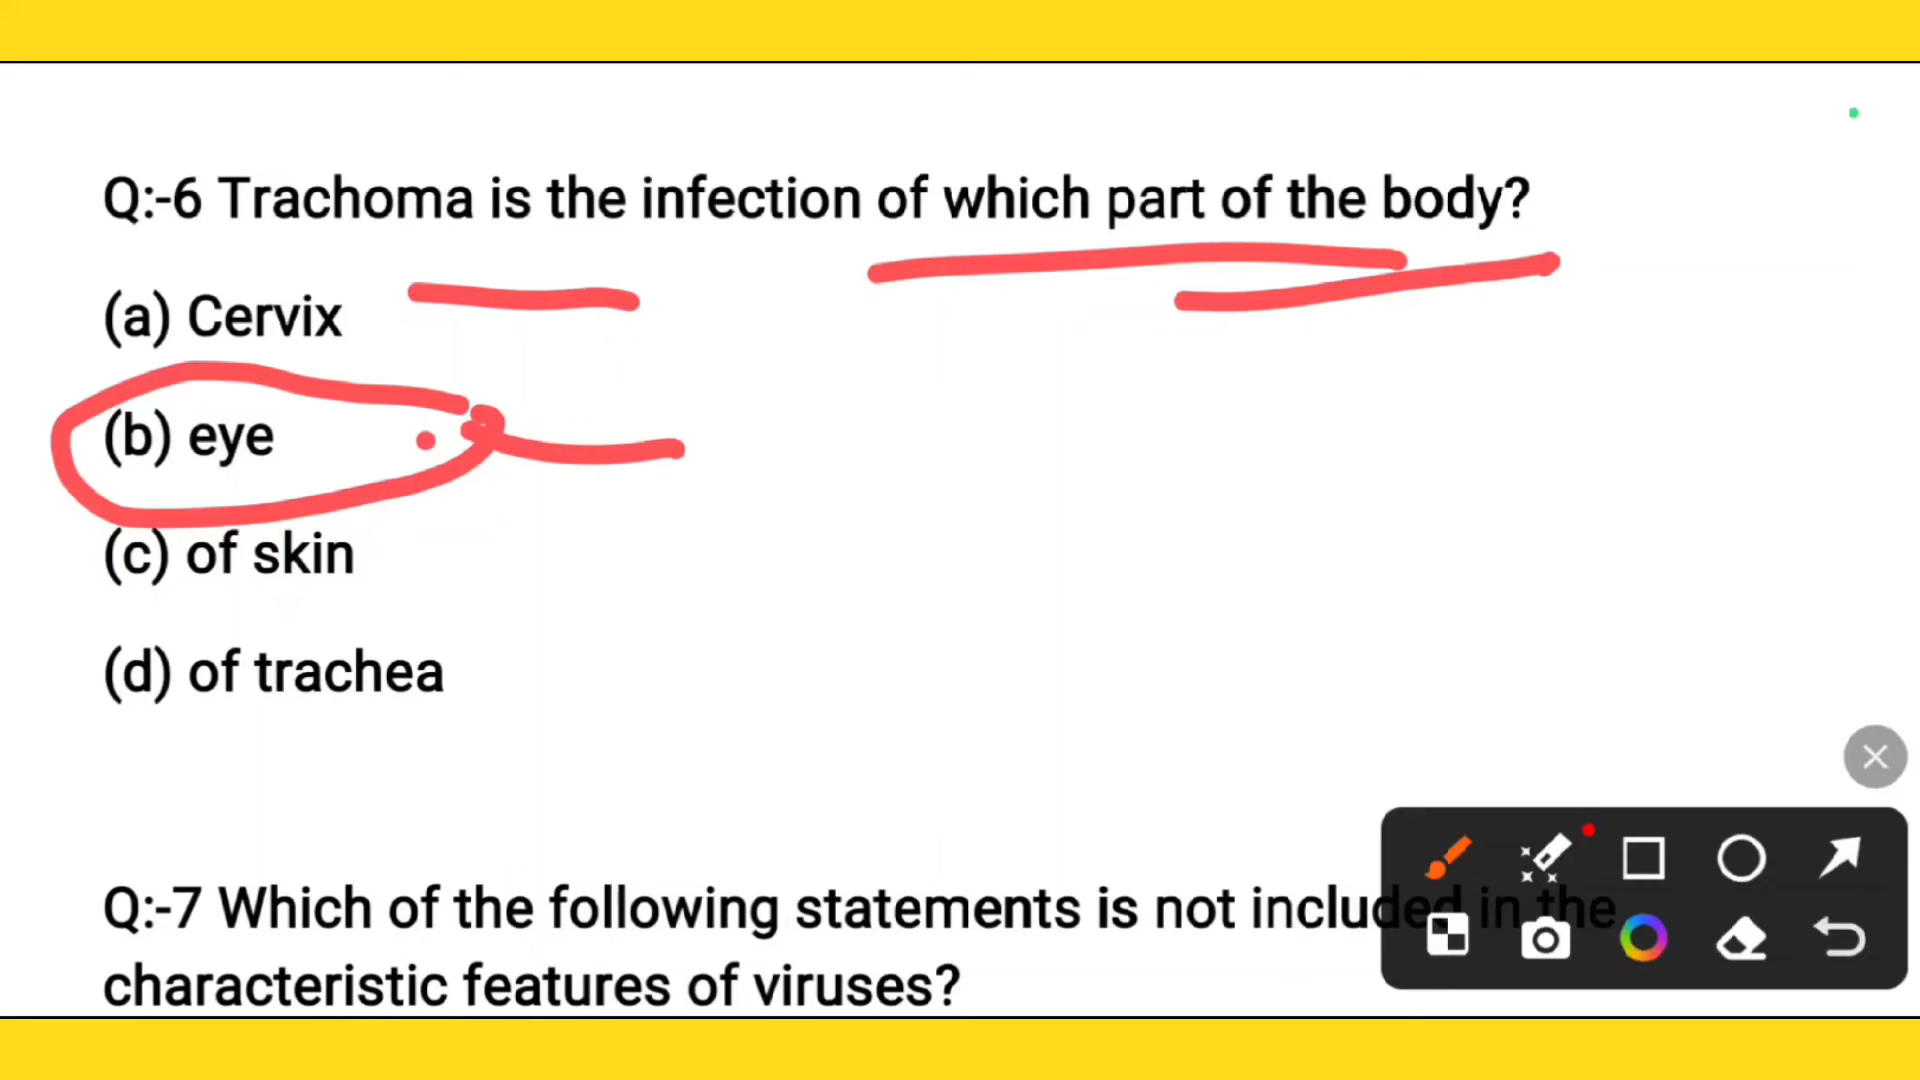 Q:-6 Trachoma is the infection of which part of the body?
(a) Cervix
(b) eye
(c) of skin
(d) of trachea
Q:-7 Which of the following statements is not included in the
characteristic features of viruses?